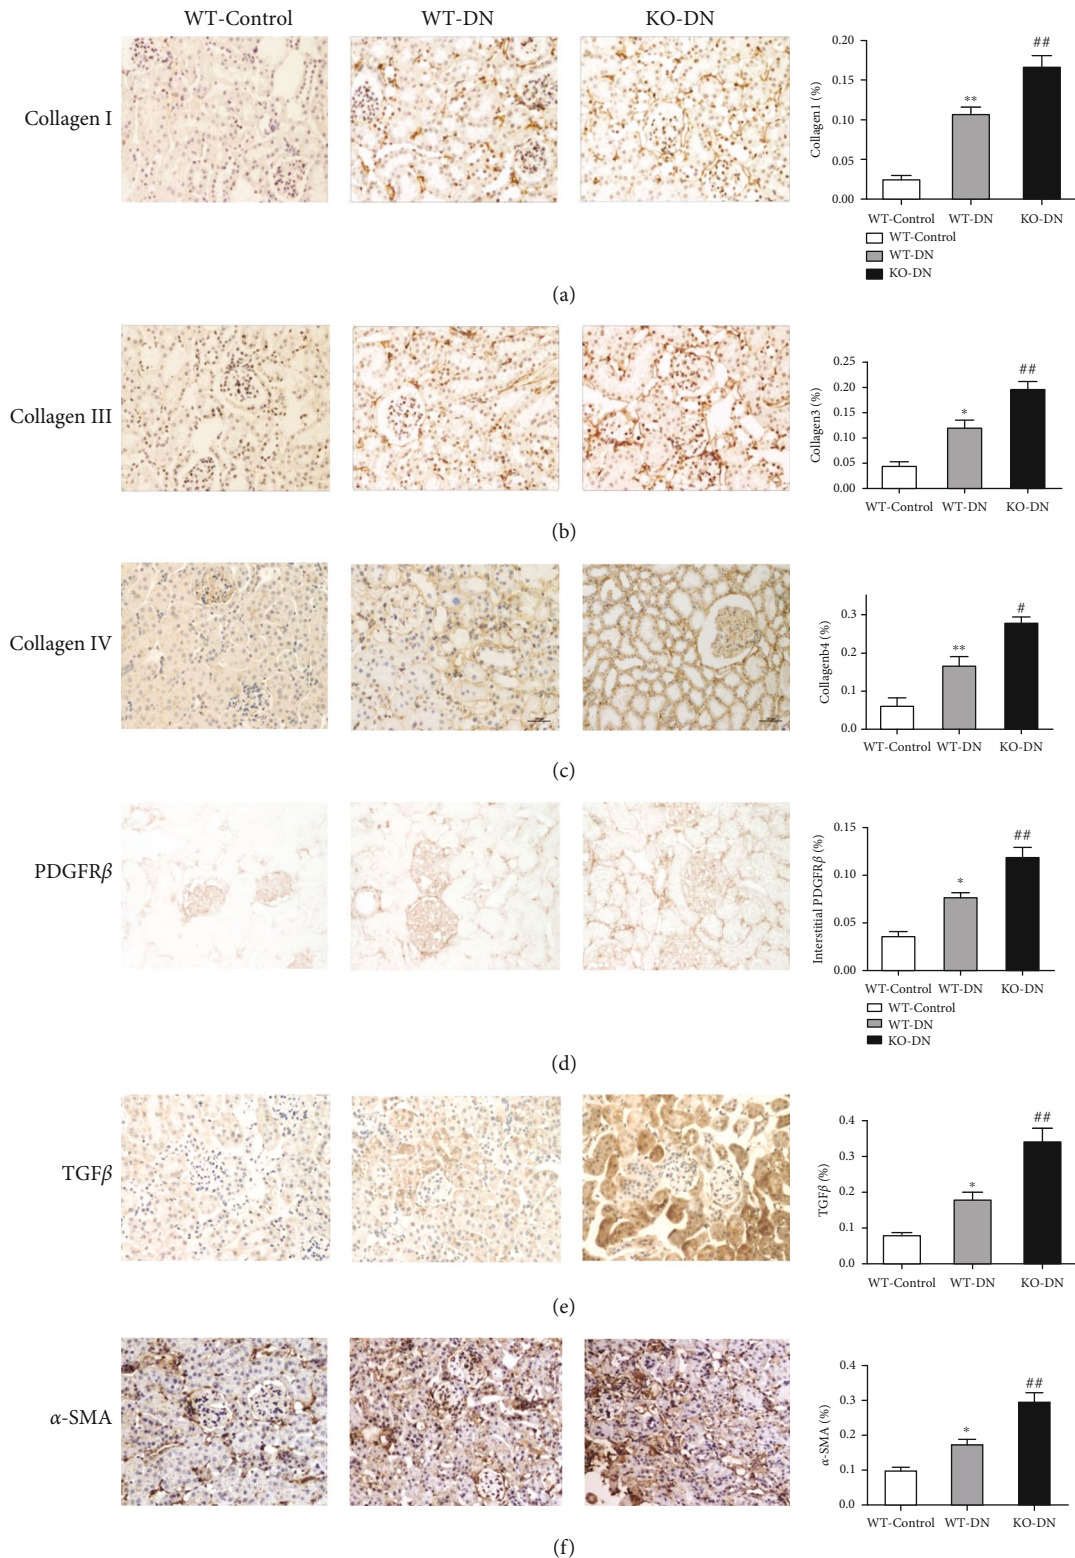 WT-Control WT-DN KO-DN
Collagen I
Collagen1 (%)
0.20
0.15
0.10
0.05
0.00
**
##
WT-Control WT-DN KO-DN
WT-Control
WT-DN
KO-DN
(a)
Collagen III
Collagen3 (%)
0.25
0.20
0.15
0.10
0.05
0.00
*
##
WT-Control WT-DN KO-DN
(b)
Collagen IV
Collagenb4 (%)
0.3
0.2
0.1
0.0
**
#
WT-Control WT-DN KO-DN
(c)
PDGFRβ
Interstitial PDGFRβ (%)
0.15
0.10
0.05
0.00
*
##
WT-Control WT-DN KO-DN
WT-Control
WT-DN
KO-DN
(d)
TGFβ
TGFβ (%)
0.4
0.3
0.2
0.1
0.0
*
##
WT-Control WT-DN KO-DN
(e)
α-SMA
α-SMA (%)
0.4
0.3
0.2
0.1
0.0
*
##
WT-Control WT-DN KO-DN
(f)